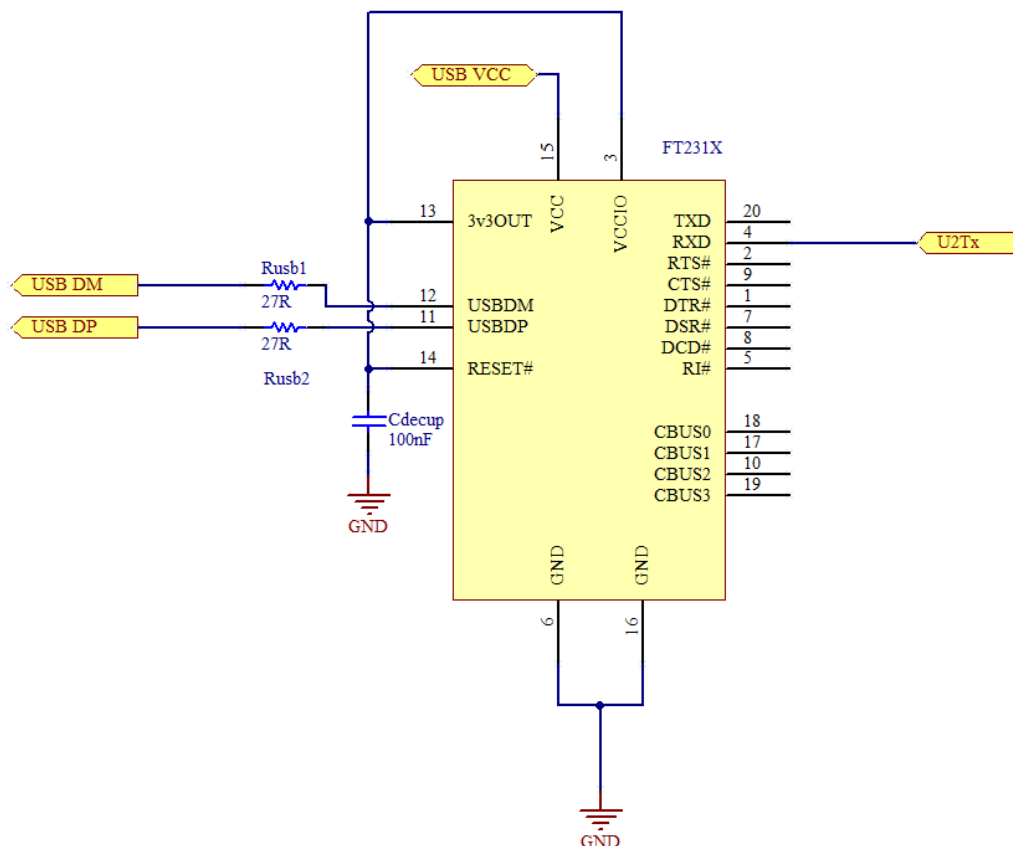 USB VCC
FT231X
15
3
VCC
VCCIO
13
3v3OUT
TXD
20
RXD
4
U2Tx
RTS#
2
CTS#
9
USB DM
Rusb1
27R
12
USBDM
DTR#
1
USB DP
27R
11
USBDP
DSR#
7
DCD#
8
Rusb2
14
RESET#
RI#
5
Cdecup
100nF
GND
CBUS0
18
CBUS1
17
CBUS2
10
CBUS3
19
GND
GND
6
16
GND